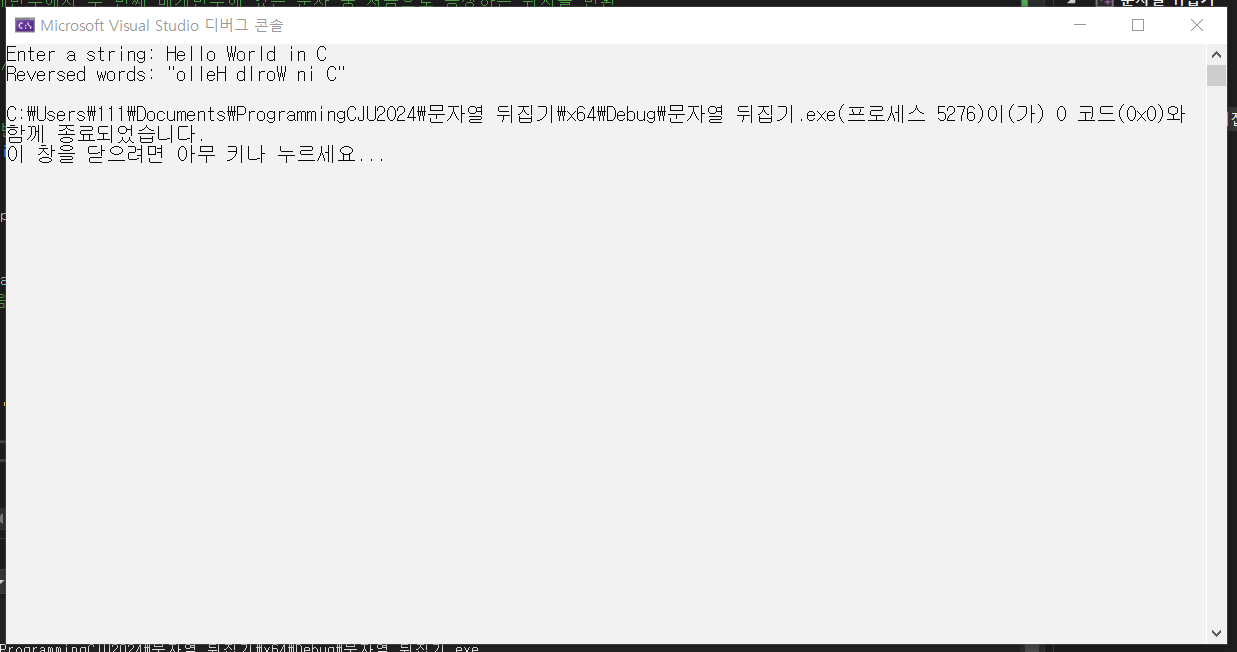 Microsoft Visual Studio 디버그 콘솔
Enter a string: Hello World in C
Reversed words: "olleH dlroW ni C"
C:\Users\111\Documents\ProgrammingCJU2024\문자열 뒤집기\x64\Debug\문자열 뒤집기.exe(프로세스 5276)이(가) 0 코드(0x0)와
함께 종료되었습니다.
이 창을 닫으려면 아무 키나 누르세요...
ProgrammingCJU2024\문자열 뒤집기\x64\Debug\문자열 뒤집기.exe